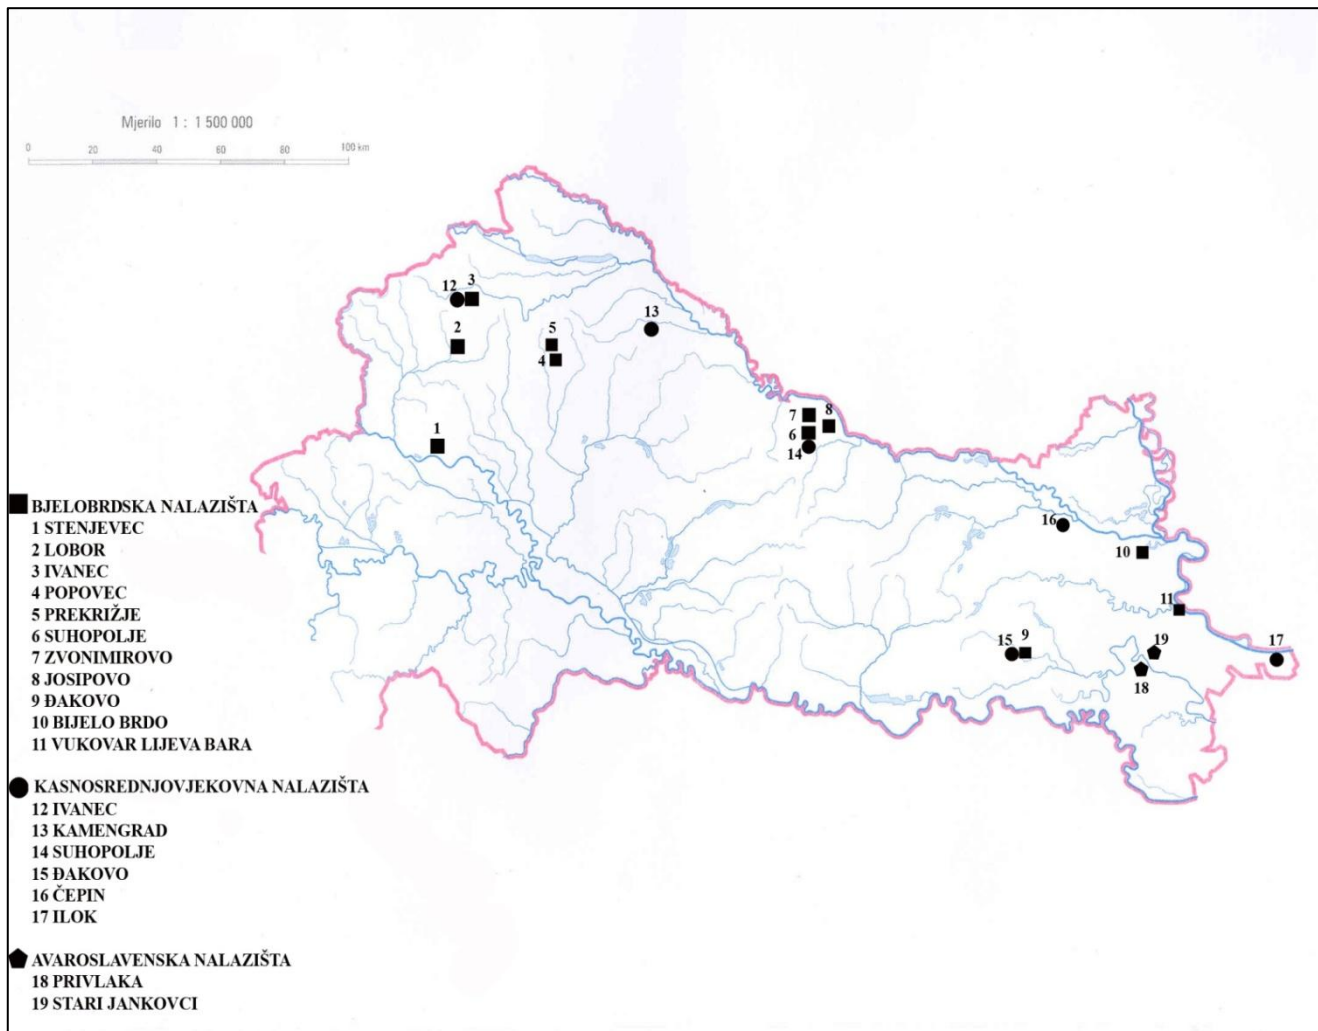 Mjerilo 1 : 1 500 000
0 20 40 60 80 100 km
12 3
13
2
5
4
7 8
6
14
1
16
10
11
15 9 19 17
18
BJELOBRDSKA NALAZIŠTA
1 STENJEVEC
2 LOBOR
3 IVANEC
4 POPOVEC
5 PREKRIŽJE
6 SUHOPOLJE
7 ZVONIMIROVO
8 JOSIPOVO
9 ĐAKOVO
10 BIJELO BRDO
11 VUKOVAR LIJEVA BARA
KASNOSREDNJOVJEKOVNA NALAZIŠTA
12 IVANEC
13 KAMENGRAD
14 SUHOPOLJE
15 ĐAKOVO
16 ČEPIN
17 ILOK
AVAROSLAVENSKA NALAZIŠTA
18 PRIVLAKA
19 STARI JANKOVCI